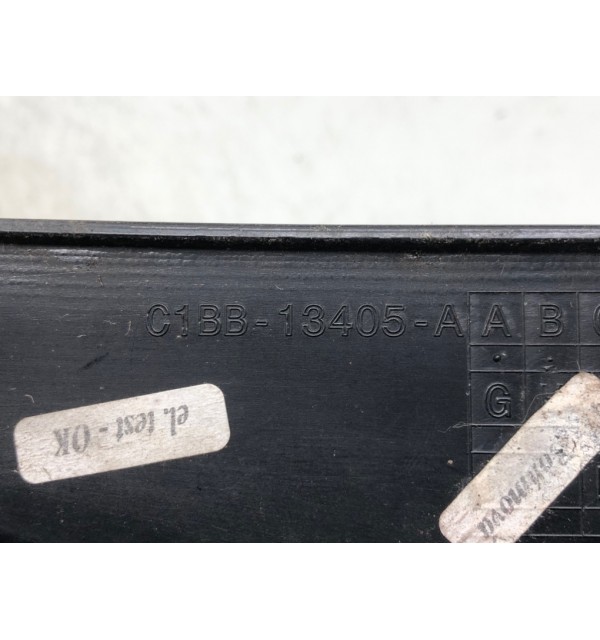 C1BB-13405-A A B
G
el. test - OK